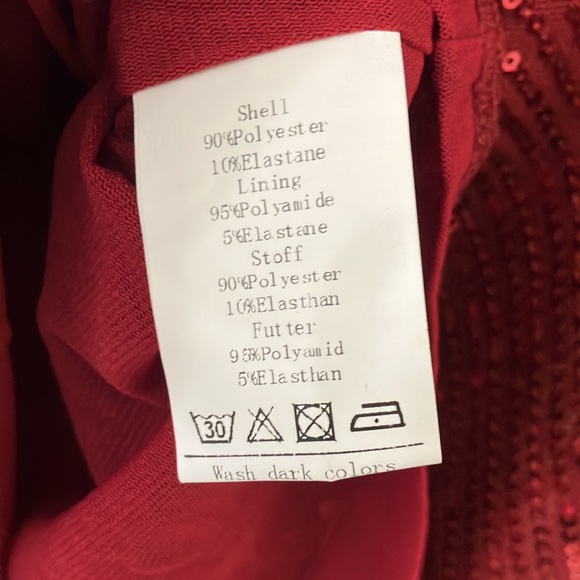 Shell
90%Polyester
10%Elastane
Lining
95%Polyamide
5%Elastane
Stoff
90%Polyester
10%Elasthan
Futter
95%Polyamid
5%Elasthan
30
Wash dark colors